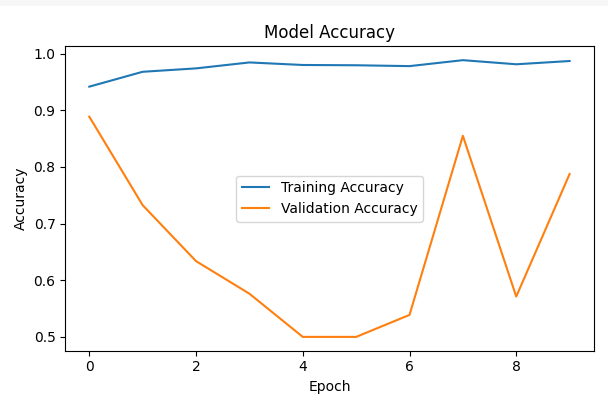 Model Accuracy
1.0
0.9
0.8
0.7
0.6
0.5
Accuracy
Training Accuracy
Validation Accuracy
0 2 4 6 8
Epoch